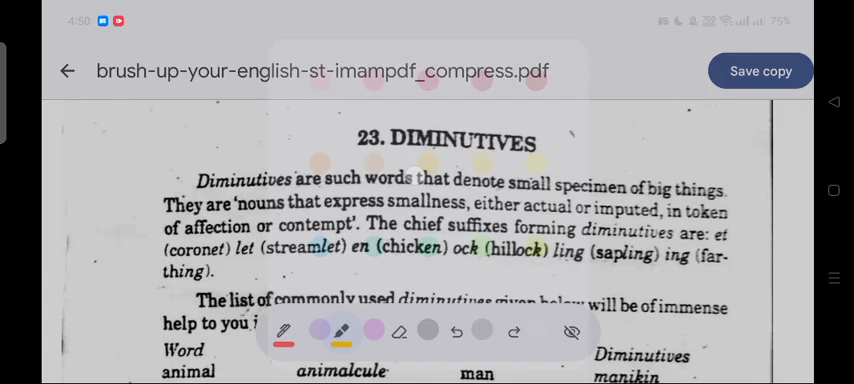 4:50
75%
brush-up-your-english-st-imampdf_compress.pdf
Save copy
23. DIMINUTIVES
Diminutives are such words that denote small specimen of big things.
They are 'nouns that express smallness, either actual or imputed, in token
of affection or contempt'. The chief suffixes forming diminutives are: et
(coronet) let (streamlet) en (chicken) ock (hillock) ling (sapling) ing (far-
thing).
The list of commonly used diminutives given below will be of immense
help to you
Word
Diminutives
animal animalcule man manikin